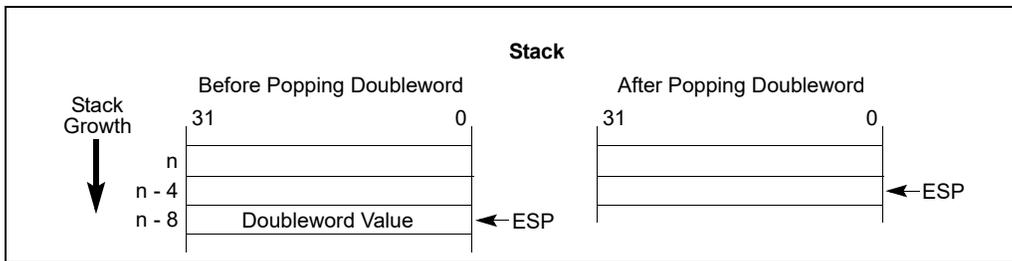 Stack
Before Popping Doubleword
After Popping Doubleword
Stack
Growth
31 0
31 0
n
n - 4
ESP
n - 8 Doubleword Value ESP